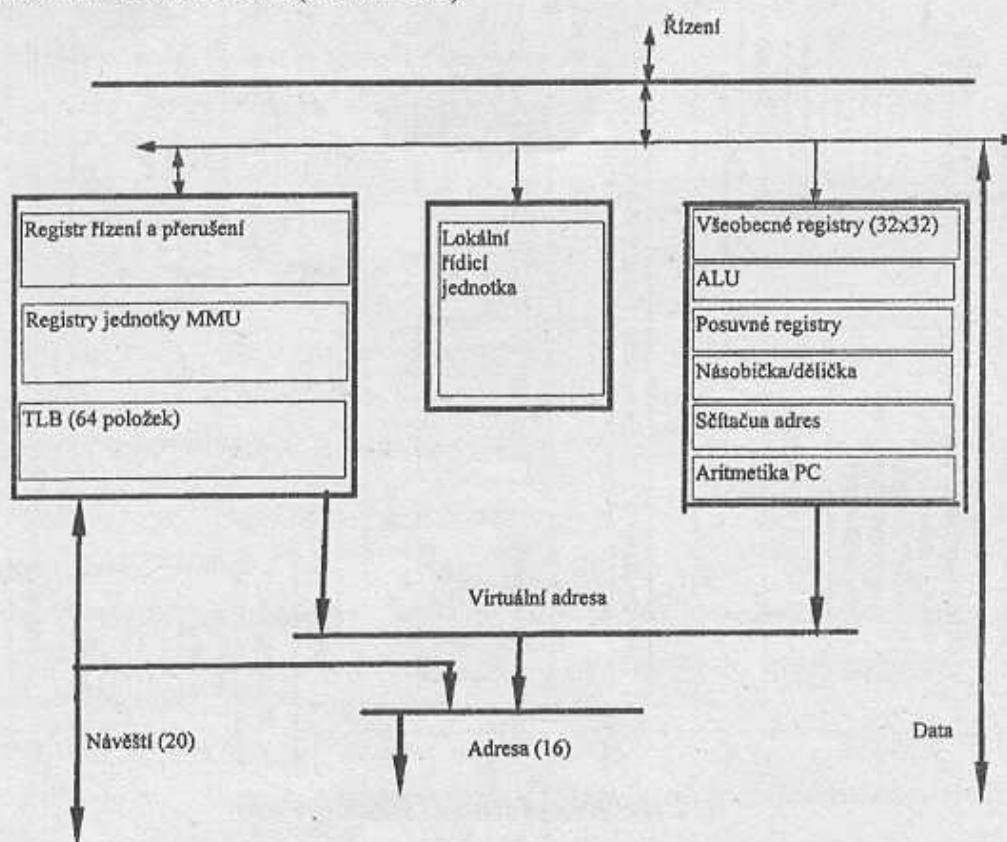 Řízení
Registr řízení a přerušení
Registry jednotky MMU
TLB (64 položek)
Lokální
řídicí
jednotka
Všeobecné registry (32x32)
ALU
Posuvné registry
Násobička/dělička
Sčítačua adres
Aritmetika PC
Virtuální adresa
Návěští (20)
Adresa (16)
Data